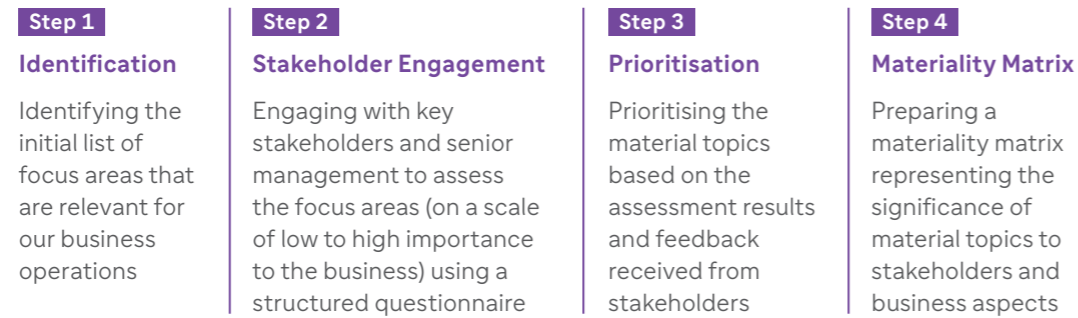 Step 1
Identification
Identifying the
initial list of
focus areas that
are relevant for
our business
operations
Step 2
Stakeholder Engagement
Engaging with key
stakeholders and senior
management to assess
the focus areas (on a scale
of low to high importance
to the business) using a
structured questionnaire
Step 3
Prioritisation
Prioritising the
material topics
based on the
assessment results
and feedback
received from
stakeholders
Step 4
Materiality Matrix
Preparing a
materiality matrix
representing the
significance of
material topics to
stakeholders and
business aspects